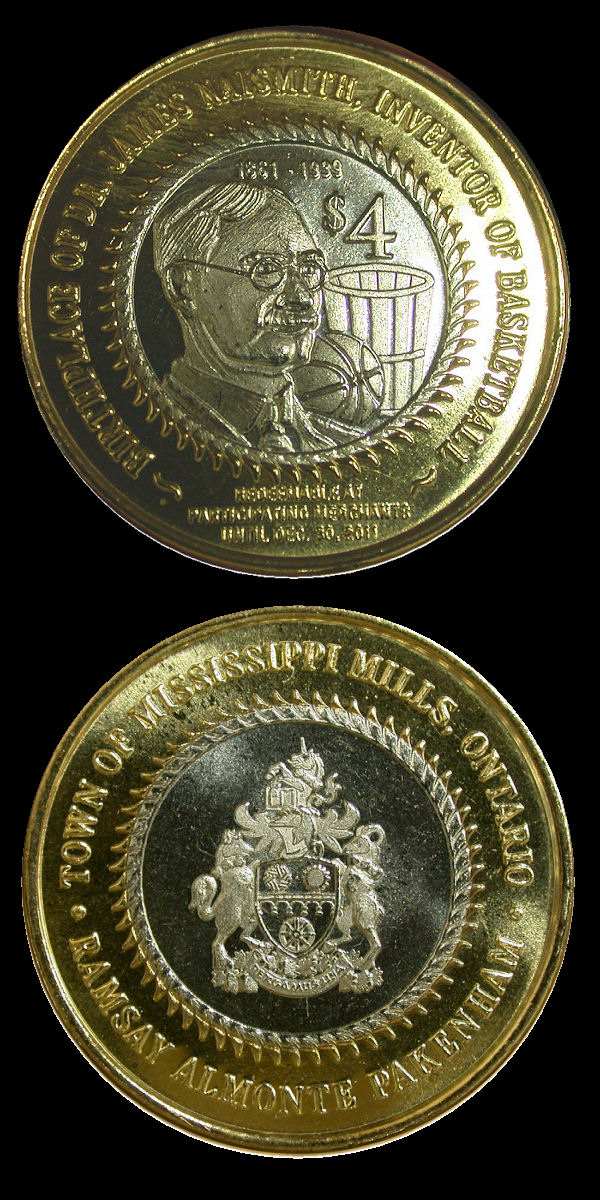 BIRTHPLACE OF DR. JAMES NAISMITH, INVENTOR OF BASKETBALL
1861 - 1939
$4
REDEEMABLE AT
PARTICIPATING MERCHANTS
UNTIL DEC. 30, 2011
TOWN OF MISSISSIPPI MILLS, ONTARIO
RAMSAY ALMONTE PAKENHAM